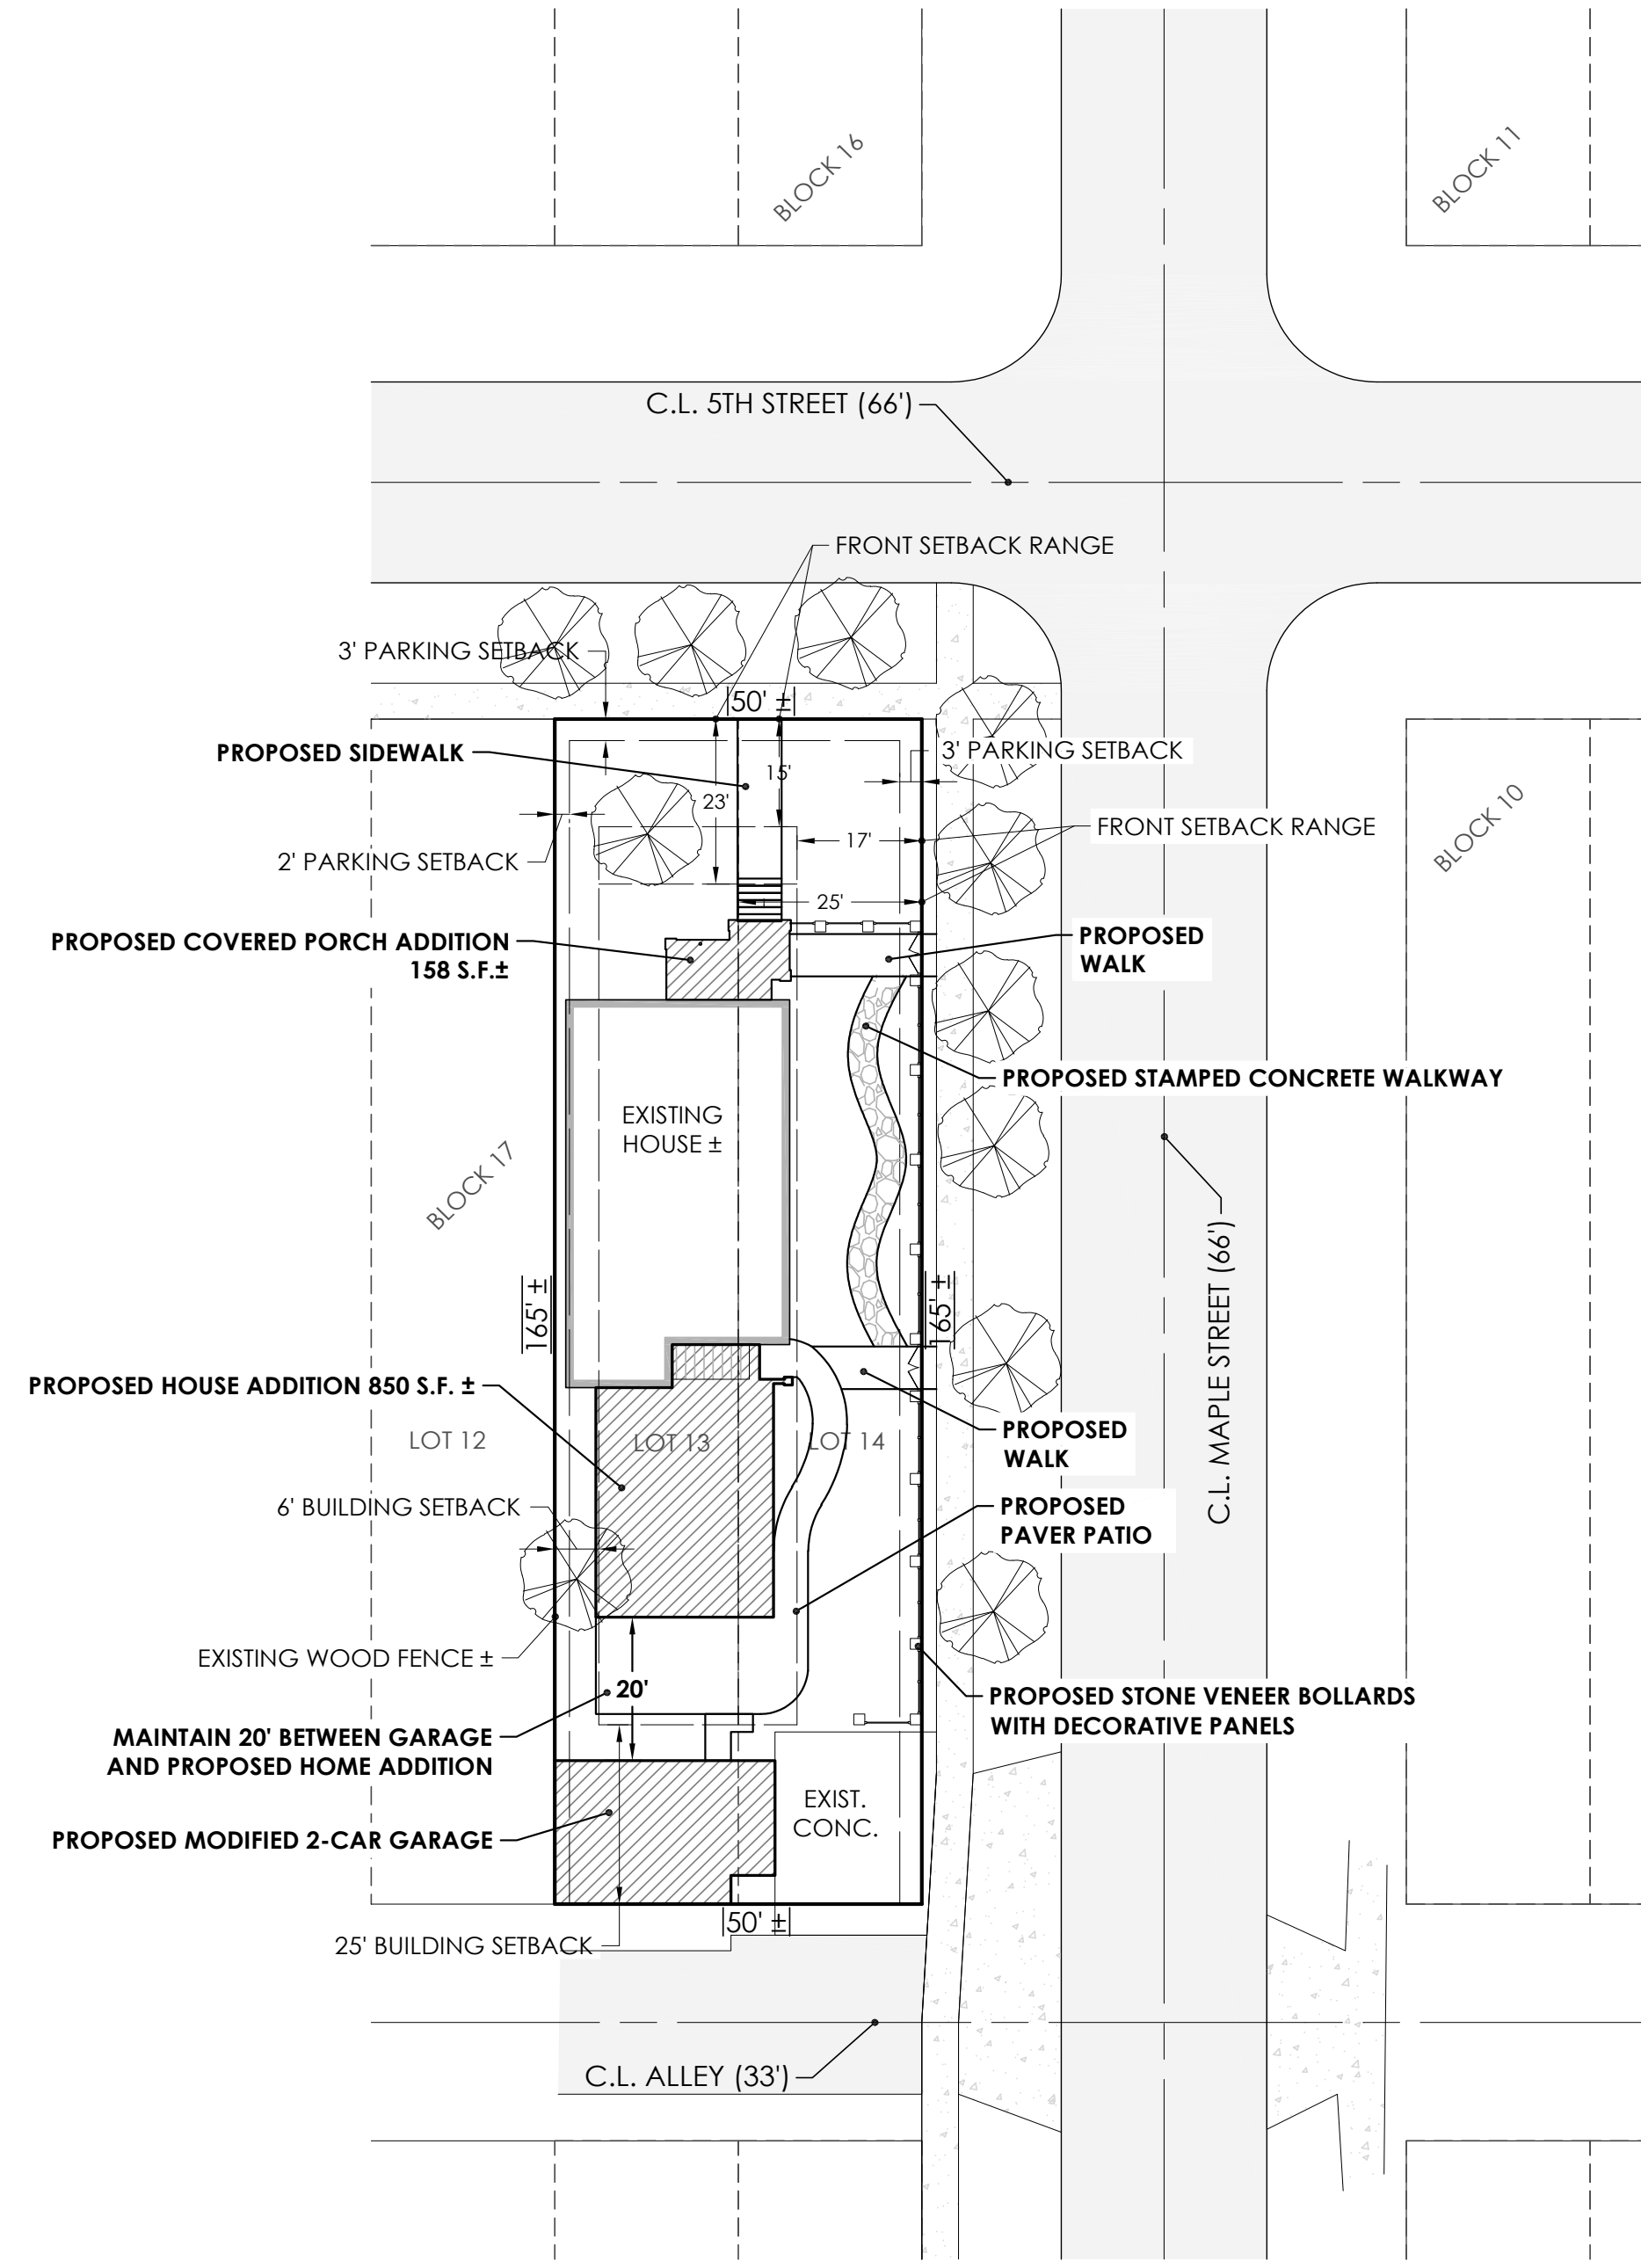 BLOCK 16
BLOCK 11
C.L. 5TH STREET (66')
FRONT SETBACK RANGE
3' PARKING SETBACK
50' ±
PROPOSED SIDEWALK
3' PARKING SETBACK
15'
23'
BLOCK 10
FRONT SETBACK RANGE
17'
2' PARKING SETBACK
25'
PROPOSED COVERED PORCH ADDITION
158 S.F.±
PROPOSED
WALK
PROPOSED STAMPED CONCRETE WALKWAY
EXISTING
HOUSE ±
BLOCK 17
165' ±
165' ±
C.L. MAPLE STREET (66')
PROPOSED HOUSE ADDITION 850 S.F. ±
LOT 12
LOT 13
LOT 14
PROPOSED
WALK
6' BUILDING SETBACK
PROPOSED
PAVER PATIO
EXISTING WOOD FENCE ±
20'
PROPOSED STONE VENEER BOLLARDS
WITH DECORATIVE PANELS
MAINTAIN 20' BETWEEN GARAGE
AND PROPOSED HOME ADDITION
EXIST.
CONC.
PROPOSED MODIFIED 2-CAR GARAGE
50' ±
25' BUILDING SETBACK
C.L. ALLEY (33')